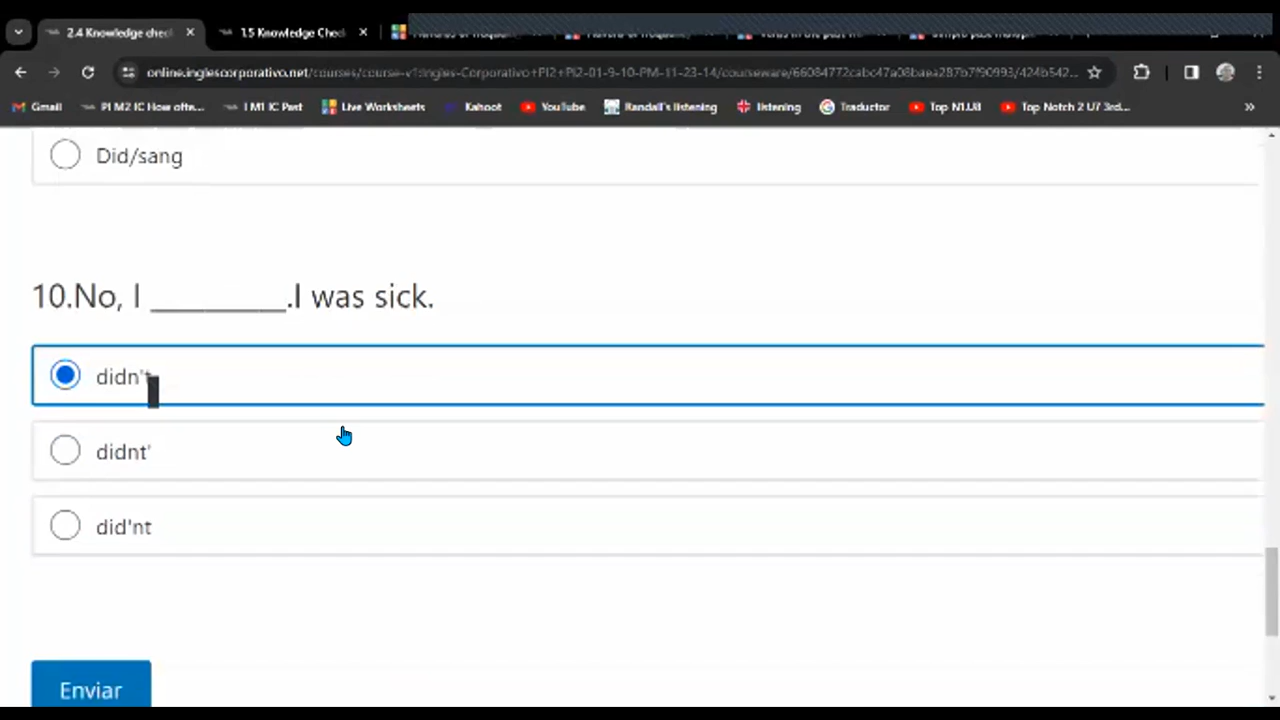 2.4 Knowledge chec
1.5 Knowledge Chec
online.inglescorporativo.net/courses/course-v1:Ingles-Corporativo+PI2+PI2-01-9-10-PM-11-23-14/courseware/66084772cabc47a08baea287b7f90993/424b542...
Gmail
PI M2 IC How ofte...
I M1 IC Past
Live Worksheets
Kahoot
YouTube
Randall's listening
listening
Traductor
Top N1.U8
Top Notch 2 U7 3rd...
»
Did/sang
10.No, I __________.I was sick.
didn't
didnt'
did'nt
Enviar